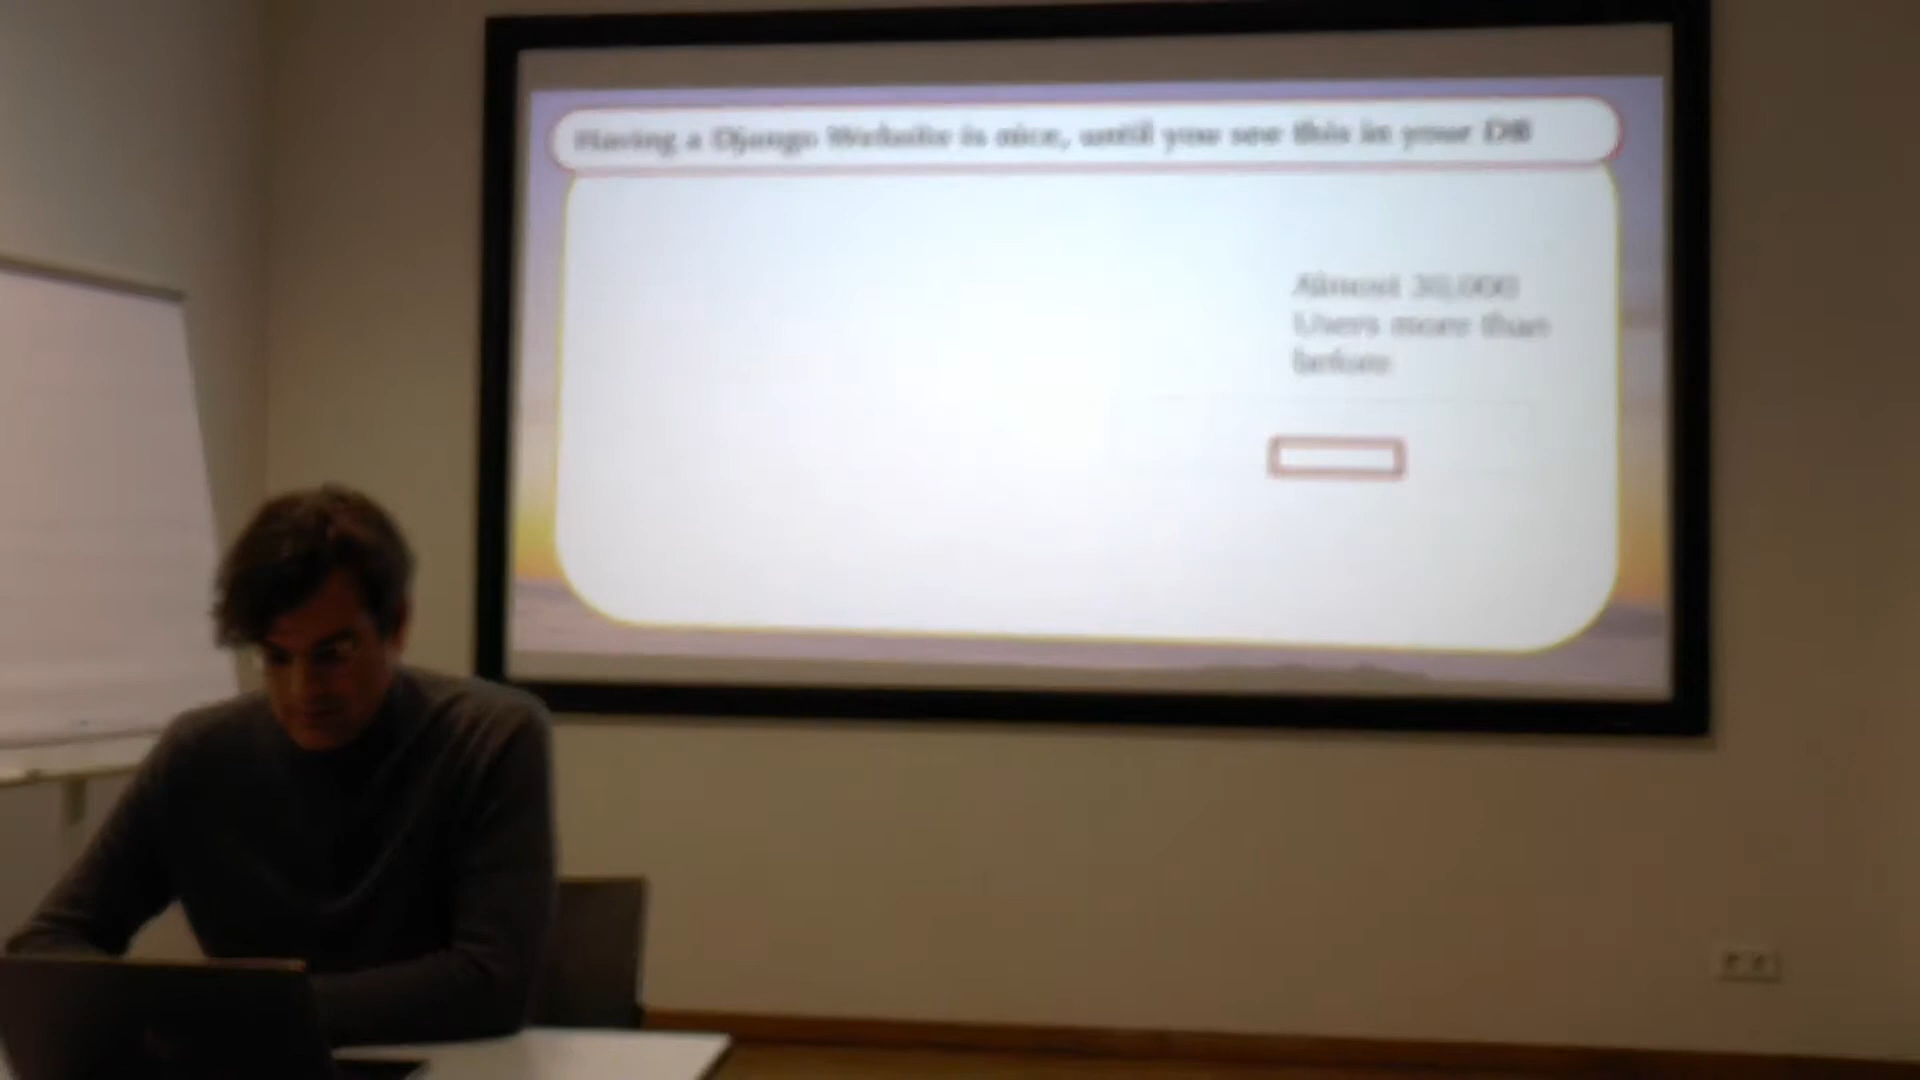 Having a Django Website is nice, until you see this in your DB
Almost 30,000
Users more than
before